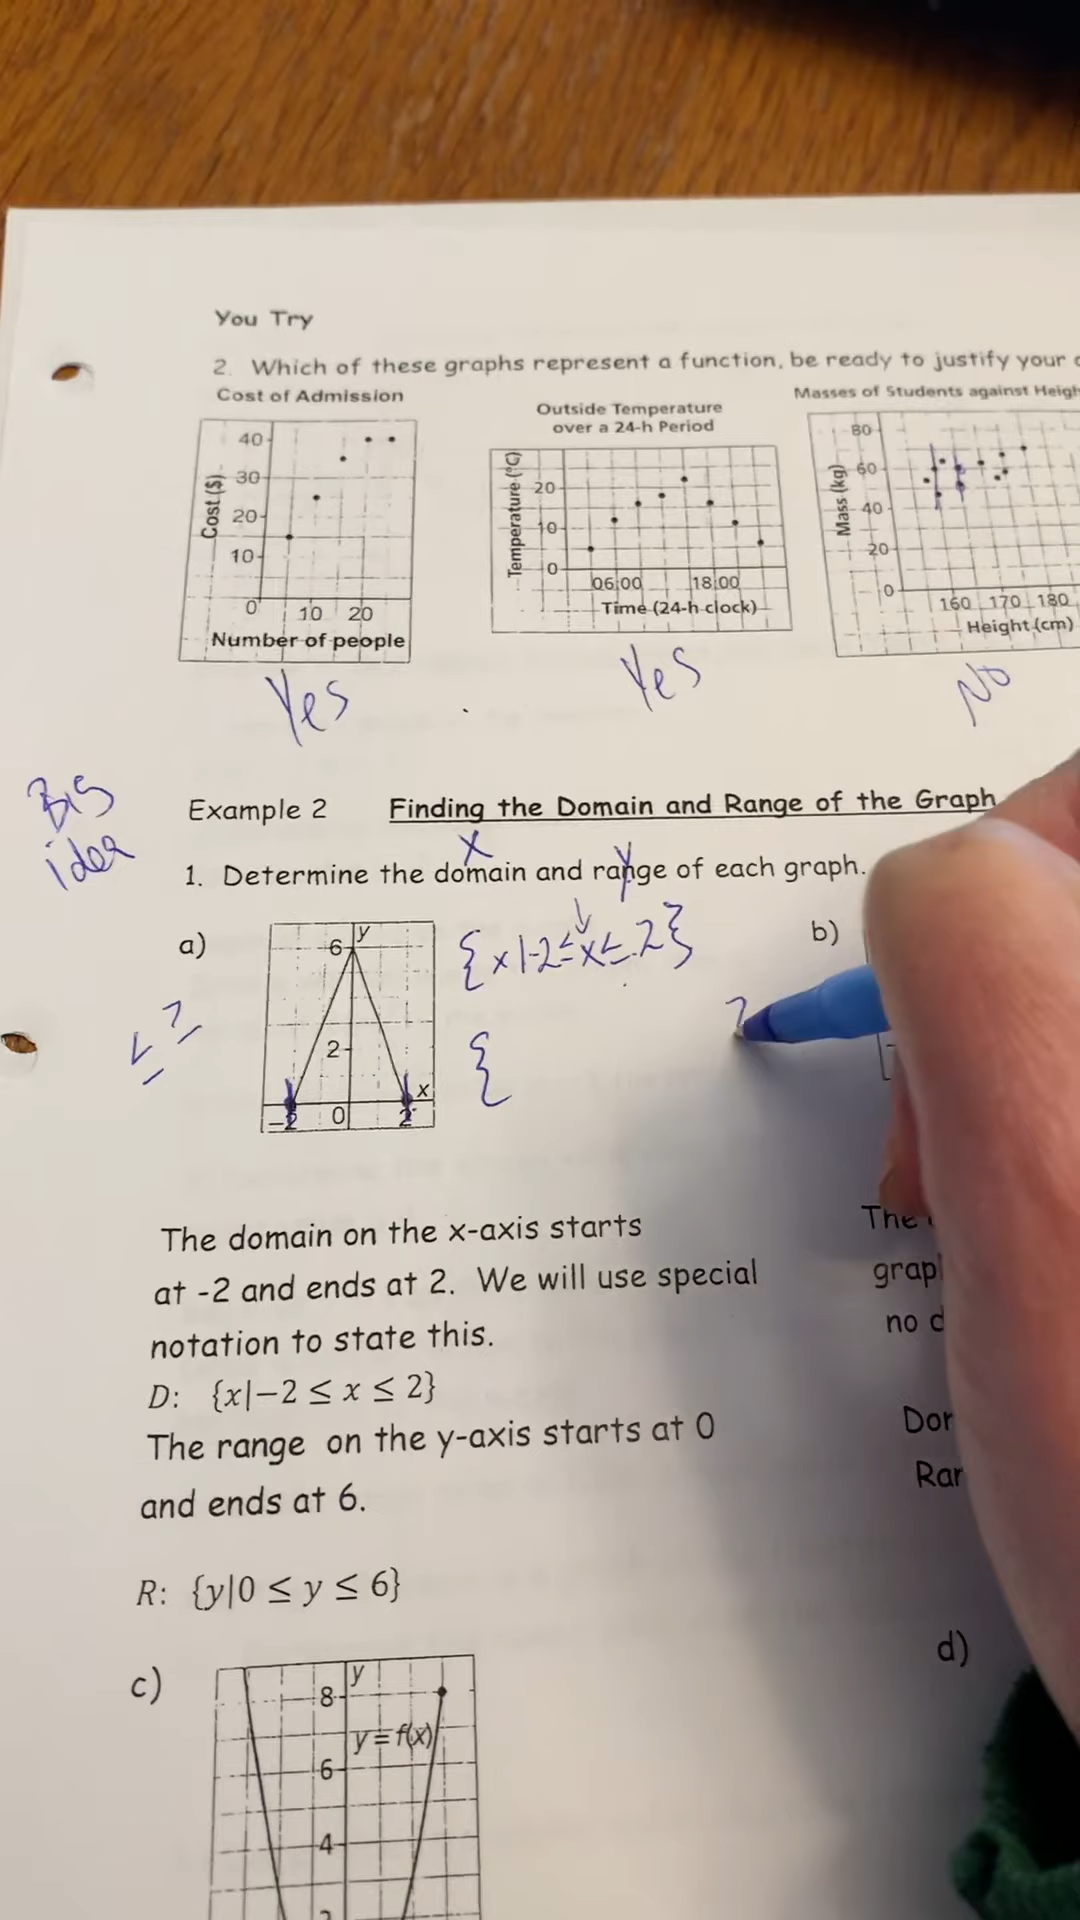 You Try
2. Which of these graphs represent a function, be ready to justify your
Cost of Admission
Outside Temperature
over a 24-h Period
Masses of Students against
Cost ($)
40
30
20
10
0
10 20
Number of people
Temperature (°C)
20
10
0
06:00 18:00
Time (24-h clock)
Mass (kg)
80
60
40
20
0
160 170 180
Height (cm)
Yes
Yes
No
Big
idea
Example 2 Finding the Domain and Range of the Graph
x y
1. Determine the domain and range of each graph.
a)
y
6
2
x
-2 0 2
{x|-2≤x≤2}
{
≤ ≥
b)
The domain on the x-axis starts
at -2 and ends at 2. We will use special
notation to state this.
D: {x|−2 ≤ x ≤ 2}
The range on the y-axis starts at 0
and ends at 6.
R: {y|0 ≤ y ≤ 6}
The
no
c)
y
8
y = f(x)
6
4
d)